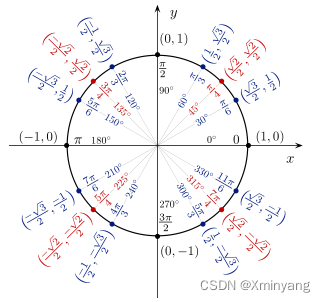 y
(0, 1)
(-1/2, √3/2)
(1/2, √3/2)
(-√2/2, √2/2)
(√2/2, √2/2)
(-√3/2, 1/2)
(√3/2, 1/2)
π/2
90°
2π/3 120°
60° π/3
3π/4 135°
45° π/4
5π/6 150°
30° π/6
(-1, 0) π 180°
0° 0 (1, 0)
x
7π/6 210°
330° 11π/6
5π/4 225°
315° 7π/4
4π/3 240°
300° 5π/3
270°
3π/2
(-√3/2, -1/2)
(√3/2, -1/2)
(-√2/2, -√2/2)
(√2/2, -√2/2)
(-1/2, -√3/2)
(1/2, -√3/2)
(0, -1)
CSDN @Xminyang